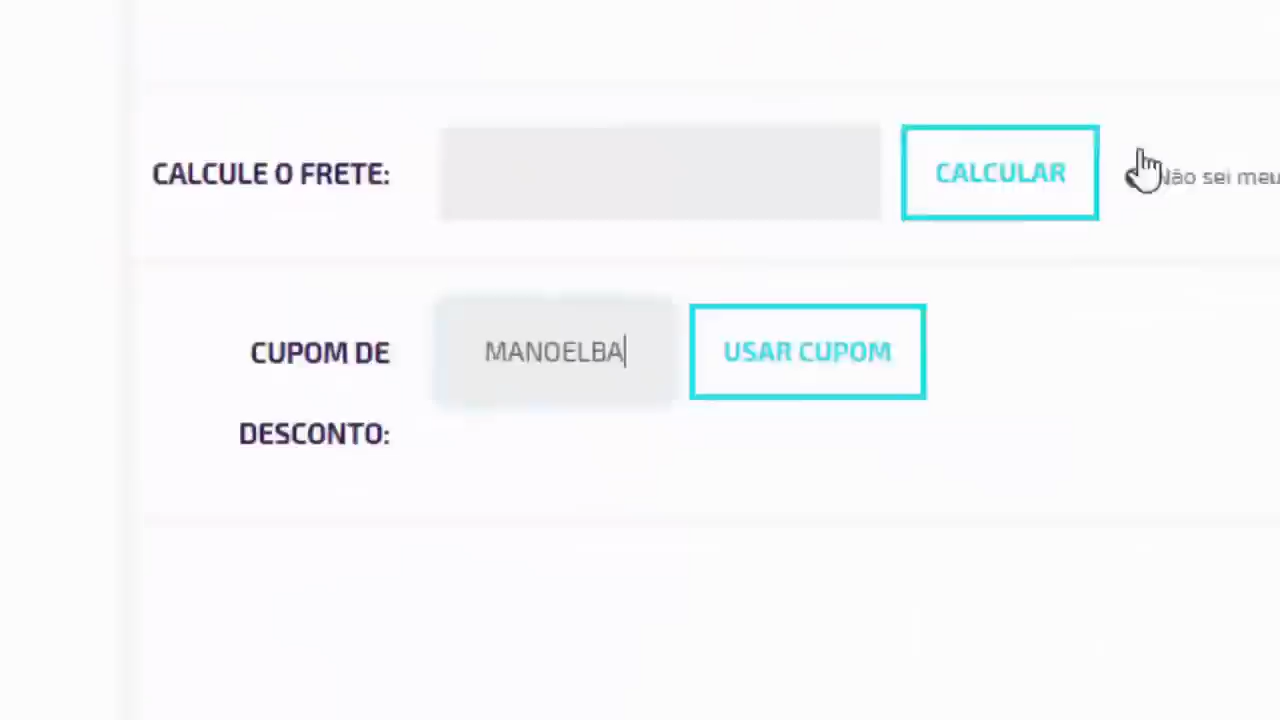 CALCULE O FRETE: CALCULAR Não sei meu
CUPOM DE MANOELBA USAR CUPOM
DESCONTO: